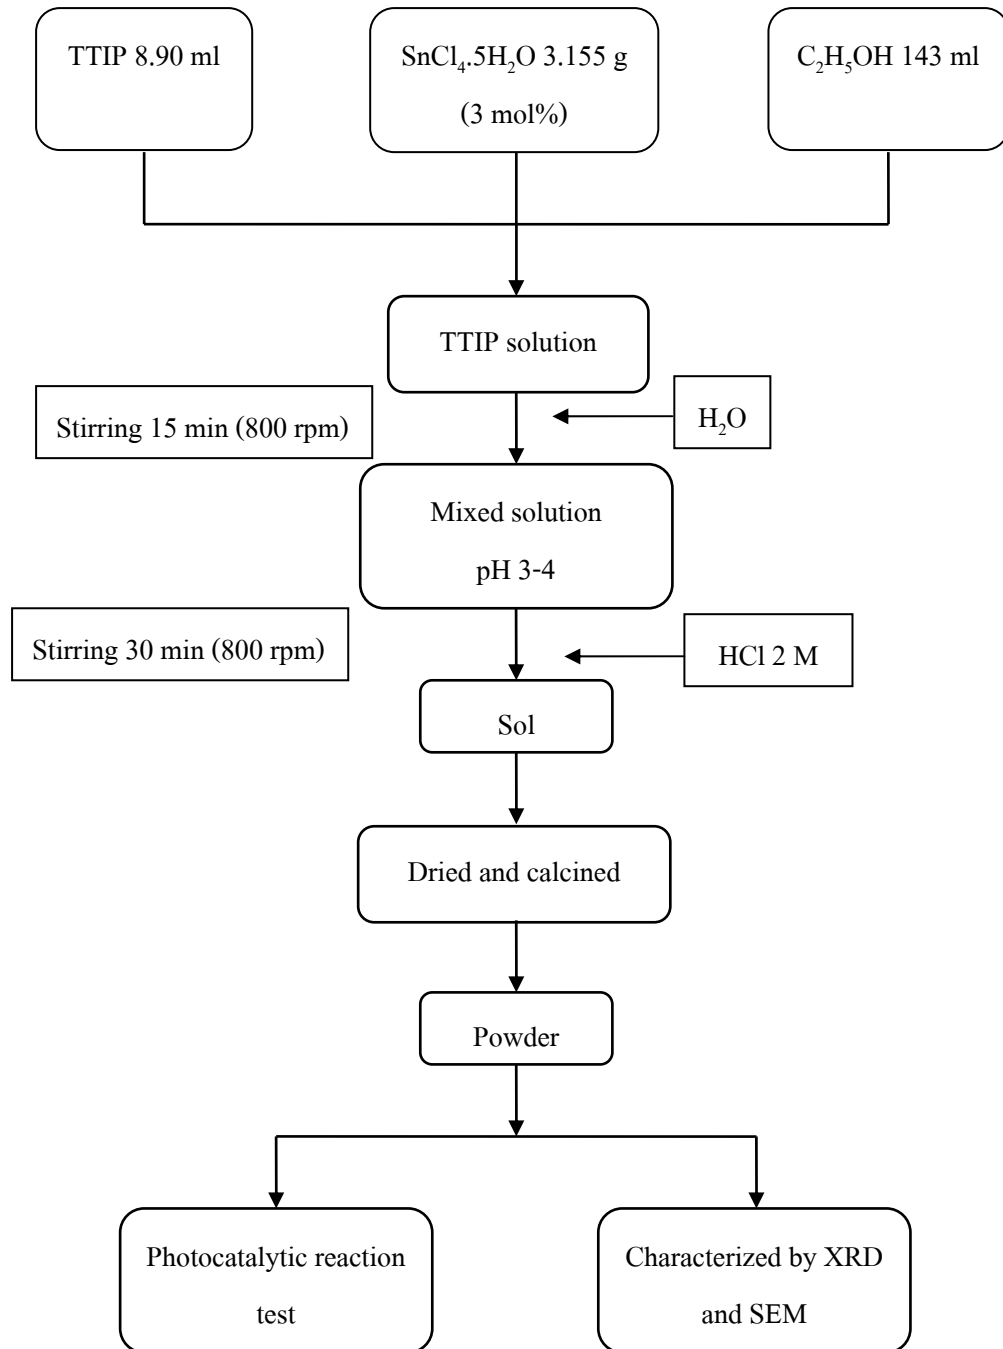 TTIP 8.90 ml
SnCl₄.5H₂O 3.155 g
(3 mol%)
C₂H₅OH 143 ml
TTIP solution
Stirring 15 min (800 rpm)
H₂O
Mixed solution
pH 3-4
Stirring 30 min (800 rpm)
HCl 2 M
Sol
Dried and calcined
Powder
Photocatalytic reaction
test
Characterized by XRD
and SEM